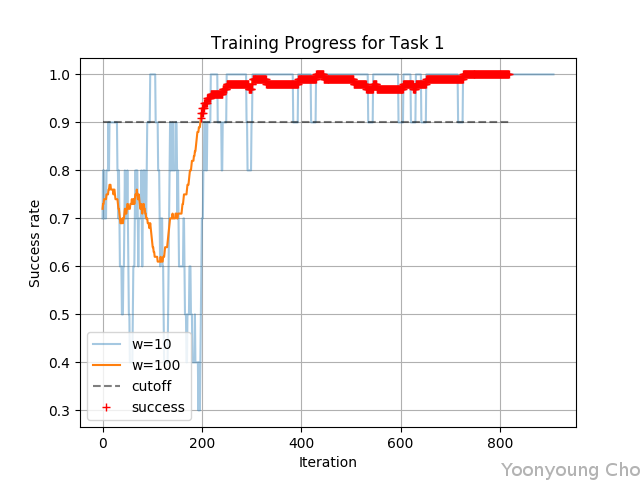 Training Progress for Task 1
1.0
0.9
0.8
0.7
0.6
0.5
0.4
0.3
Success rate
w=10
w=100
cutoff
success
0 200 400 600 800
Iteration
Yoonyoung Cho